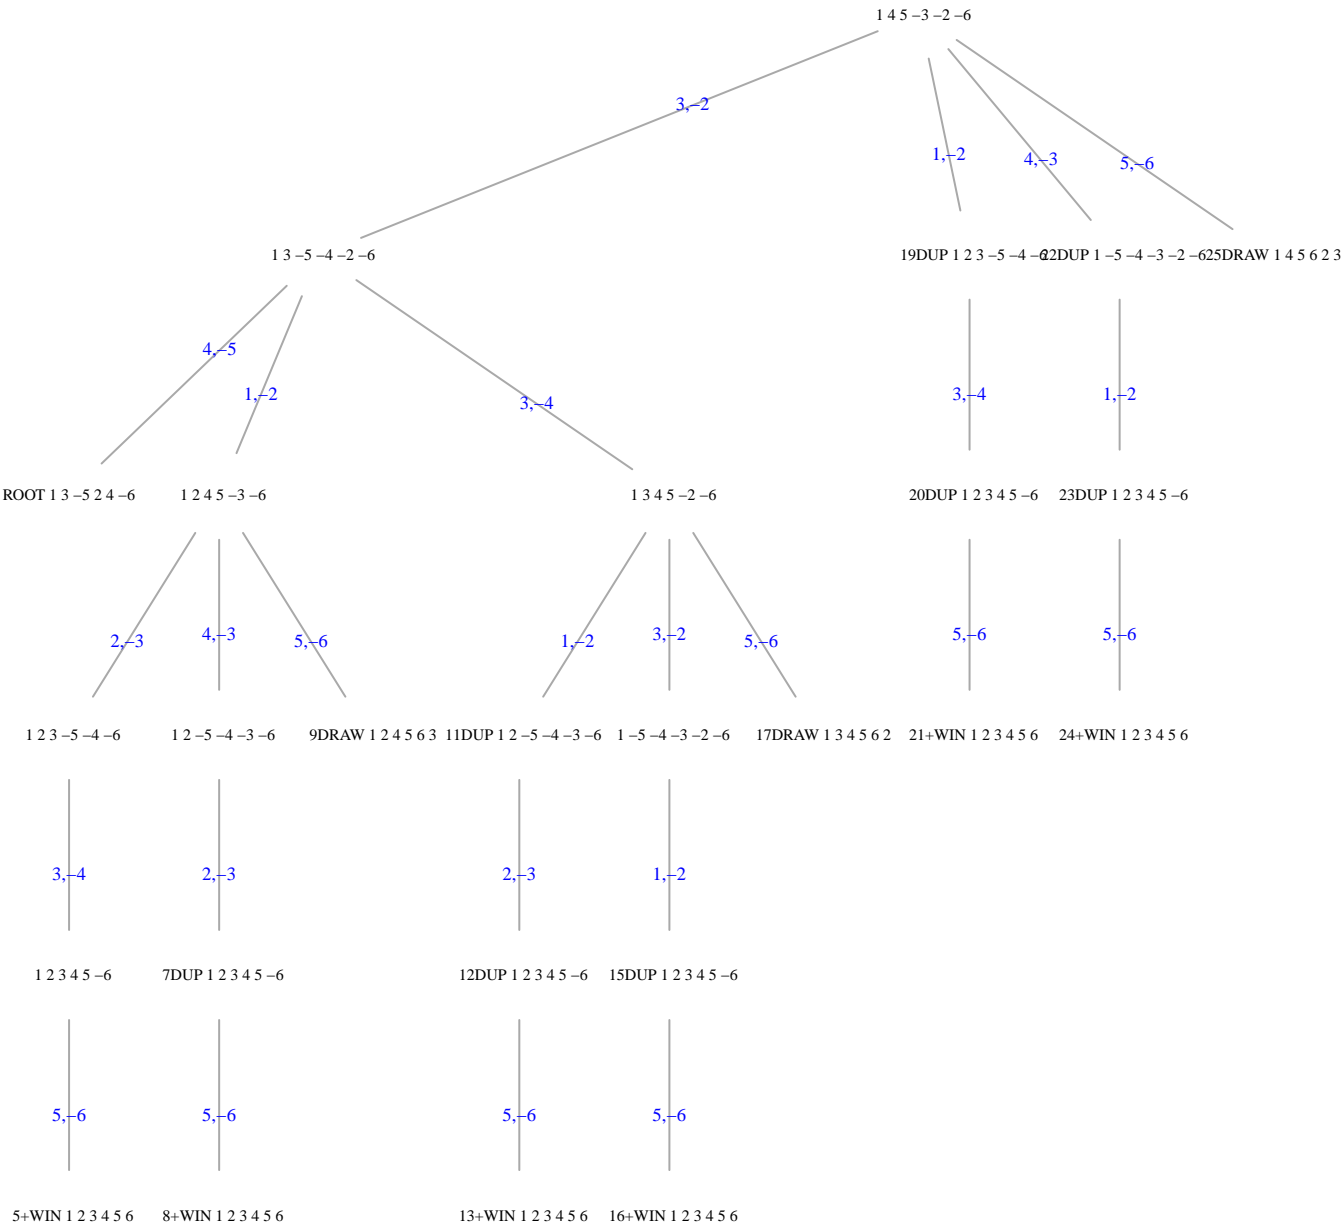 1 4 5 −3 −2 −6
3,−2
1,−2
4,−3
5,−6
1 3 −5 −4 −2 −6
19DUP 1 2 3 −5 −4 −6
22DUP 1 −5 −4 −3 −2 −6
25DRAW 1 4 5 6 2 3
4,−5
1,−2
3,−4
3,−4
1,−2
ROOT 1 3 −5 2 4 −6
1 2 4 5 −3 −6
1 3 4 5 −2 −6
20DUP 1 2 3 4 5 −6
23DUP 1 2 3 4 5 −6
2,−3
4,−3
5,−6
1,−2
3,−2
5,−6
5,−6
5,−6
1 2 3 −5 −4 −6
1 2 −5 −4 −3 −6
9DRAW 1 2 4 5 6 3
11DUP 1 2 −5 −4 −3 −6
1 −5 −4 −3 −2 −6
17DRAW 1 3 4 5 6 2
21+WIN 1 2 3 4 5 6
24+WIN 1 2 3 4 5 6
3,−4
2,−3
2,−3
1,−2
1 2 3 4 5 −6
7DUP 1 2 3 4 5 −6
12DUP 1 2 3 4 5 −6
15DUP 1 2 3 4 5 −6
5,−6
5,−6
5,−6
5,−6
5+WIN 1 2 3 4 5 6
8+WIN 1 2 3 4 5 6
13+WIN 1 2 3 4 5 6
16+WIN 1 2 3 4 5 6